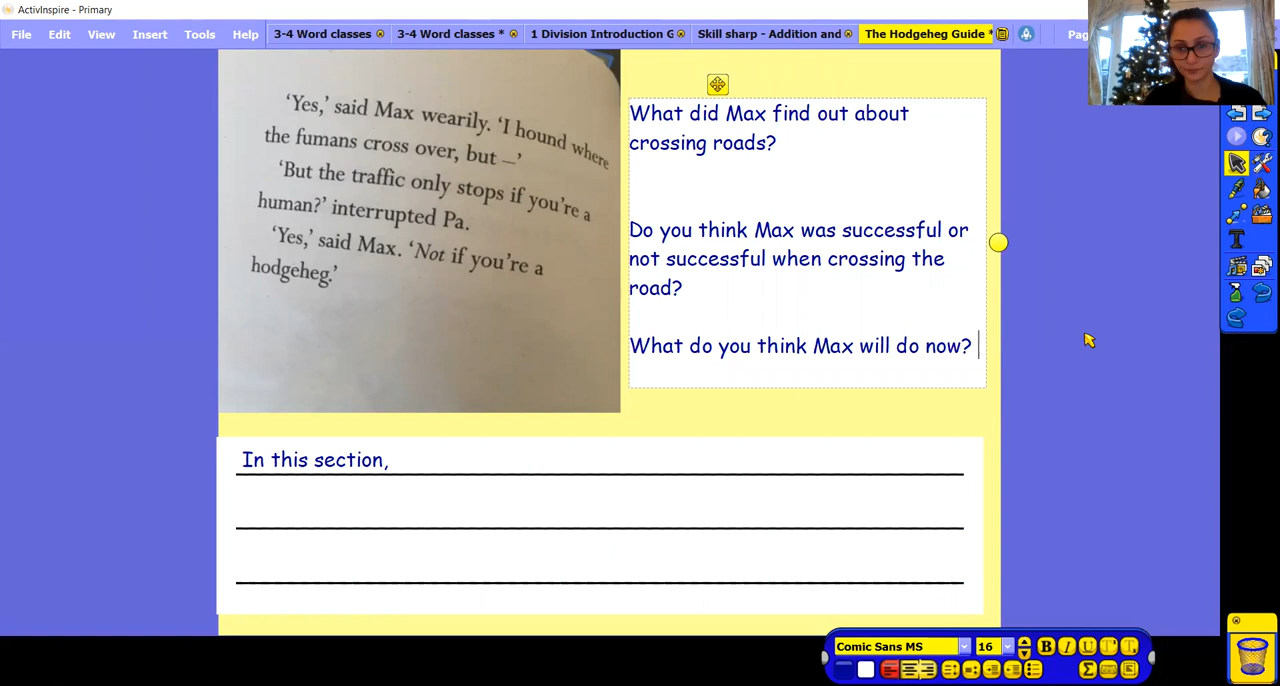 ActivInspire - Primary
File Edit View Insert Tools Help
3-4 Word classes
3-4 Word classes *
1 Division Introduction G
Skill sharp - Addition and
The Hodgeheg Guide *
Pag
'Yes,' said Max wearily. 'I hound where
the fumans cross over, but —'
'But the traffic only stops if you're a
human?' interrupted Pa.
'Yes,' said Max. 'Not if you're a
hodgeheg.'
What did Max find out about
crossing roads?
Do you think Max was successful or
not successful when crossing the
road?
What do you think Max will do now?
In this section,
Comic Sans MS 16 B I U